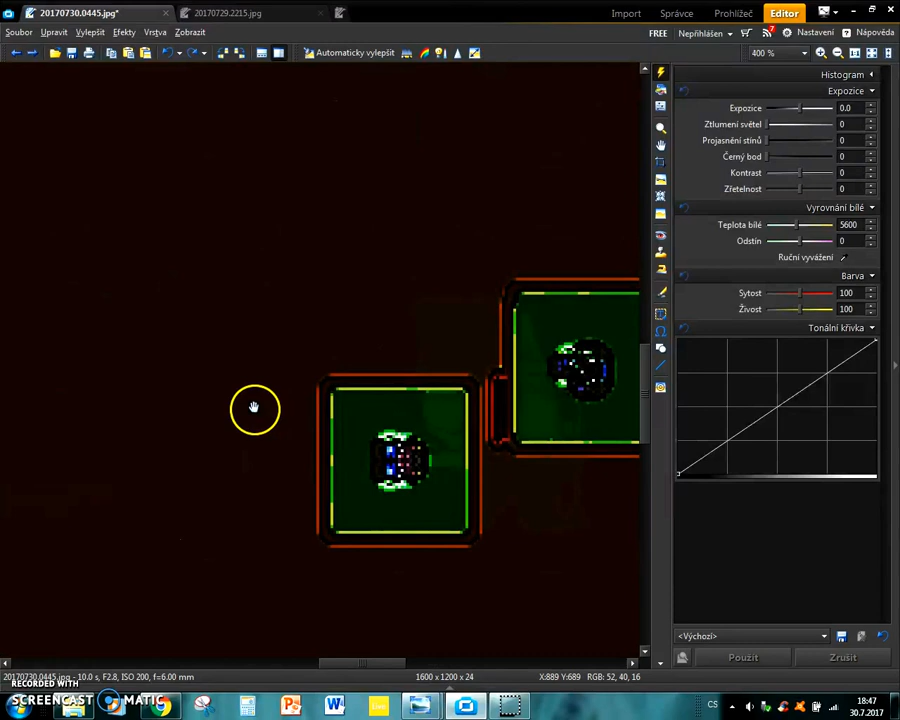 20170730.0445.jpg*
20170729.2215.jpg
Import
Správce
Prohlížeč
Editor
Soubor
Upravit
Vylepšit
Efekty
Vrstva
Zobrazit
FREE
Nepřihlášen
7
Nastavení
Nápověda
Automaticky vylepšit
400 %
1:1
Histogram
Expozice
Expozice 0.0
Ztlumení světel 0
Projasnění stínů 0
Černý bod 0
Kontrast 0
Zřetelnost 0
Vyrovnání bílé
Teplota bílé 5600
Odstín 0
Ruční vyvážení
Barva
Sytost 100
Živost 100
Tonální křivka
<Výchozí>
Použít
Zrušit
20170730.0445.jpg - 10.0 s, F2.8, ISO 200, f=6.00 mm
1600 x 1200 x 24
X:889 Y:689
RGB: 52, 40, 16
RECORDED WITH
SCREENCAST MATIC
Live
CS
18:47
30.7.2017